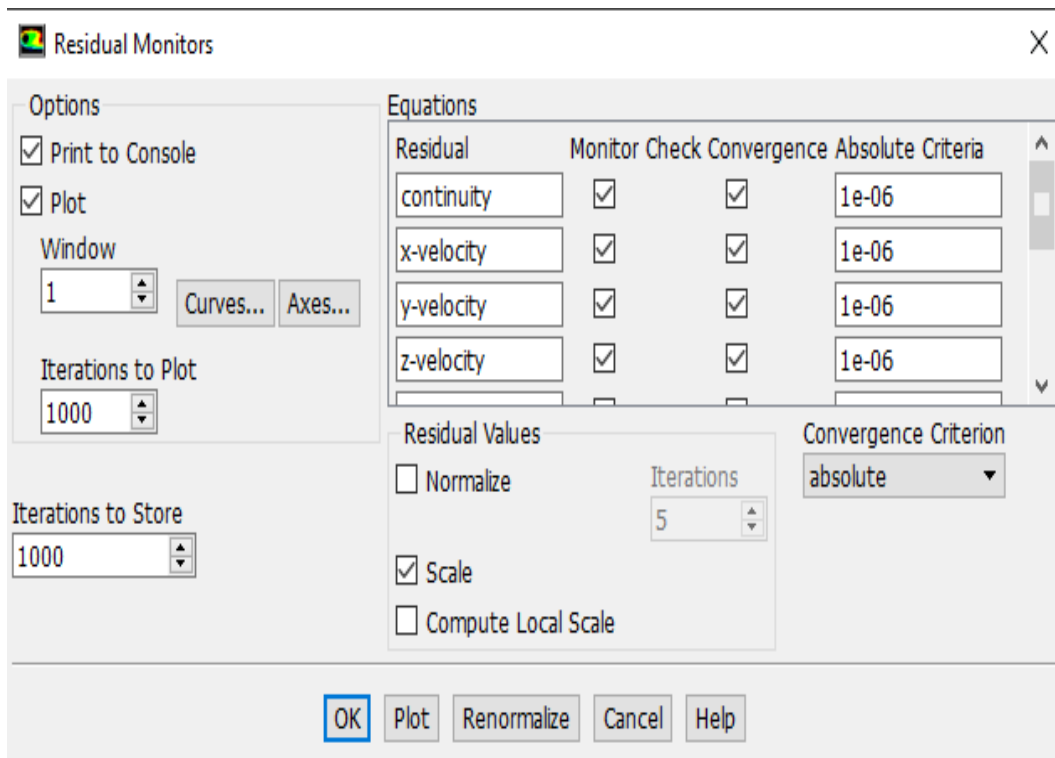 Residual Monitors
Options
Print to Console
Plot
Window
1
Curves...
Axes...
Iterations to Plot
1000
Iterations to Store
1000
Equations
Residual Monitor Check Convergence Absolute Criteria
continuity 1e-06
x-velocity 1e-06
y-velocity 1e-06
z-velocity 1e-06
Residual Values
Normalize
Iterations
5
Scale
Compute Local Scale
Convergence Criterion
absolute
OK Plot Renormalize Cancel Help